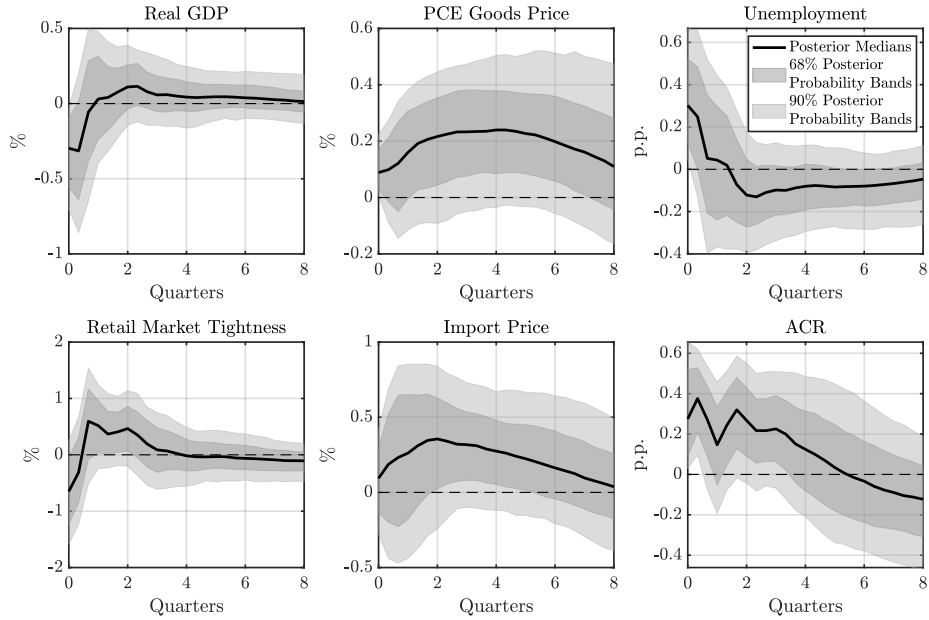 Real GDP
0.5
0
-0.5
-1
%
0 2 4 6 8
Quarters
PCE Goods Price
0.6
0.4
0.2
0
-0.2
%
0 2 4 6 8
Quarters
Unemployment
0.6
0.4
0.2
0
-0.2
-0.4
p.p.
Posterior Medians
68% Posterior
Probability Bands
90% Posterior
Probability Bands
0 2 4 6 8
Quarters
Retail Market Tightness
2
1
0
-1
-2
%
0 2 4 6 8
Quarters
Import Price
1
0.5
0
-0.5
%
0 2 4 6 8
Quarters
ACR
0.6
0.4
0.2
0
-0.2
-0.4
p.p.
0 2 4 6 8
Quarters